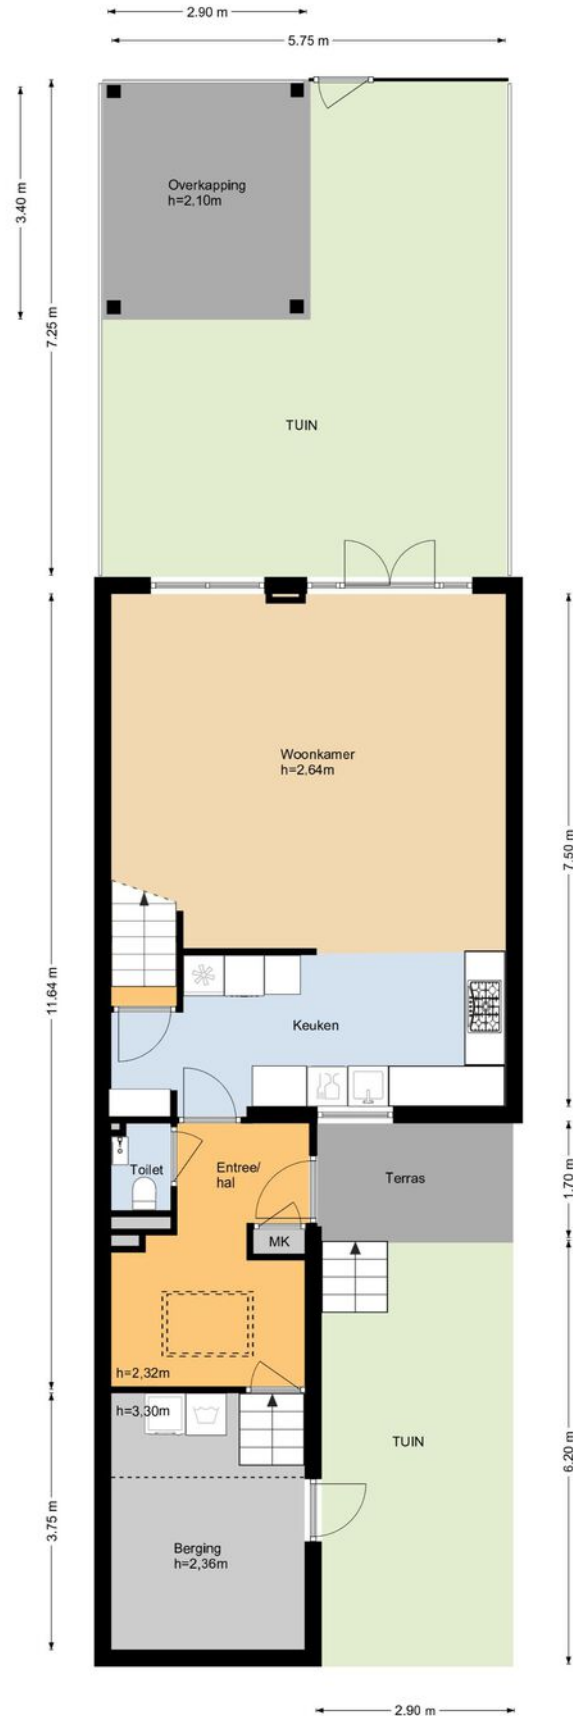 2.90 m
5.75 m
3.40 m
7.25 m
Overkapping
h=2,10m
TUIN
Woonkamer
h=2,64m
7.50 m
11.64 m
Keuken
Toilet
Entree/
hal
Terras
1.70 m
MK
h=2,32m
h=3,30m
TUIN
6.20 m
3.75 m
Berging
h=2,36m
2.90 m